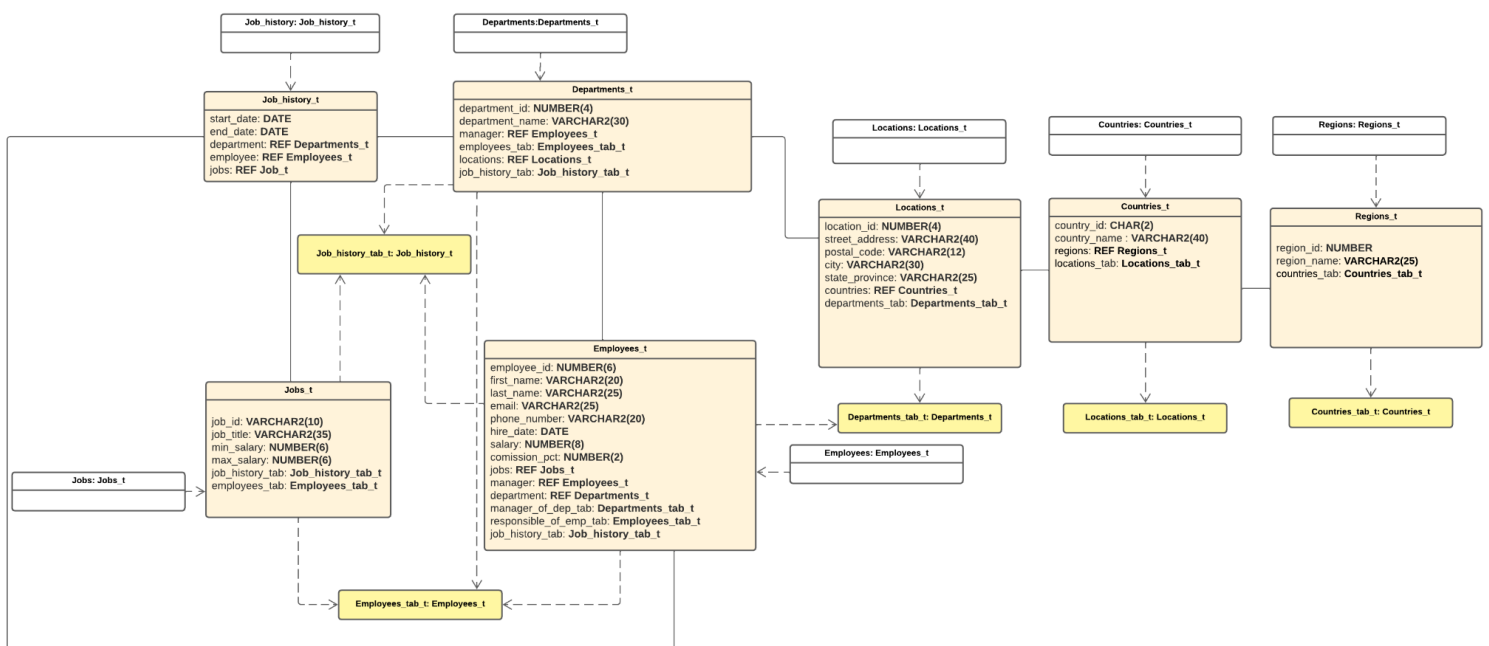 Job_history: Job_history_t
Departments:Departments_t
Job_history_t
start_date: DATE
end_date: DATE
department: REF Departments_t
employee: REF Employees_t
jobs: REF Job_t
Departments_t
department_id: NUMBER(4)
department_name: VARCHAR2(30)
manager: REF Employees_t
employees_tab: Employees_tab_t
locations: REF Locations_t
job_history_tab: Job_history_tab_t
Locations: Locations_t
Countries: Countries_t
Regions: Regions_t
Locations_t
location_id: NUMBER(4)
street_address: VARCHAR2(40)
postal_code: VARCHAR2(12)
city: VARCHAR2(30)
state_province: VARCHAR2(25)
countries: REF Countries_t
departments_tab: Departments_tab_t
Countries_t
country_id: CHAR(2)
country_name : VARCHAR2(40)
regions: REF Regions_t
locations_tab: Locations_tab_t
Regions_t
region_id: NUMBER
region_name: VARCHAR2(25)
countries_tab: Countries_tab_t
Job_history_tab_t: Job_history_t
Employees_t
employee_id: NUMBER(6)
first_name: VARCHAR2(20)
last_name: VARCHAR2(25)
email: VARCHAR2(25)
phone_number: VARCHAR2(20)
hire_date: DATE
salary: NUMBER(8)
comission_pct: NUMBER(2)
jobs: REF Jobs_t
manager: REF Employees_t
department: REF Departments_t
manager_of_dep_tab: Departments_tab_t
responsible_of_emp_tab: Employees_tab_t
job_history_tab: Job_history_tab_t
Jobs_t
job_id: VARCHAR2(10)
job_title: VARCHAR2(35)
min_salary: NUMBER(6)
max_salary: NUMBER(6)
job_history_tab: Job_history_tab_t
employees_tab: Employees_tab_t
Jobs: Jobs_t
Departments_tab_t: Departments_t
Locations_tab_t: Locations_t
Countries_tab_t: Countries_t
Employees: Employees_t
Employees_tab_t: Employees_t